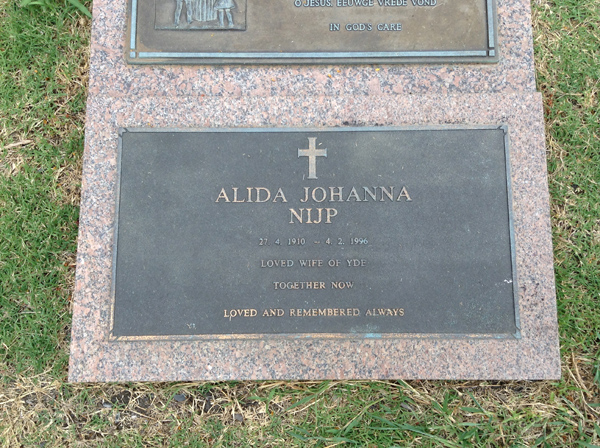 O JESUS, EEUWGE VREDE VOND
IN GOD'S CARE
ALIDA JOHANNA
NIJP
27. 4. 1910 – 4. 2. 1996
LOVED WIFE OF YDE
TOGETHER NOW
LOVED AND REMEMBERED ALWAYS